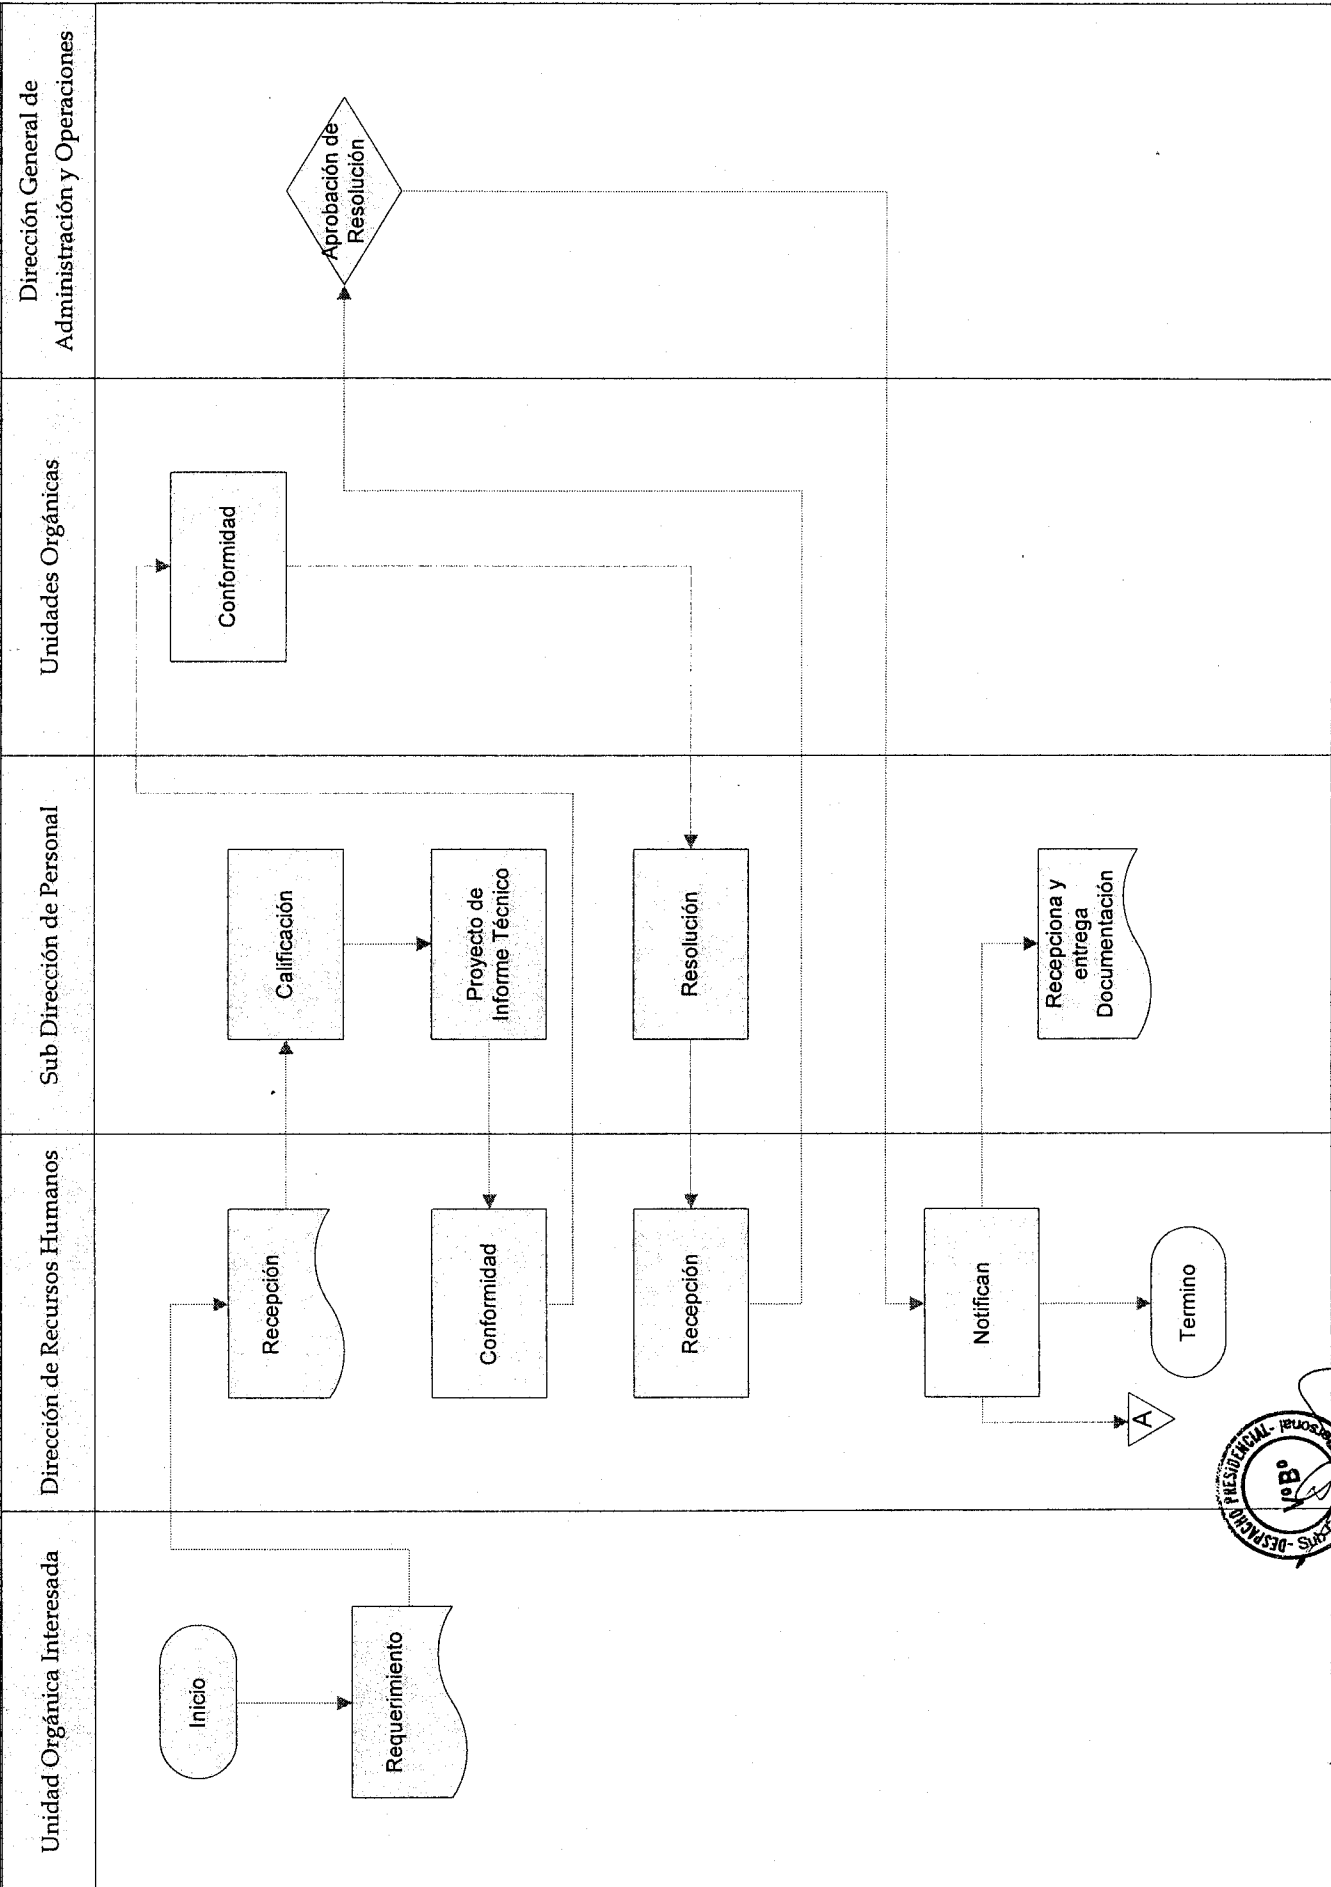 Unidad Orgánica Interesada
Dirección de Recursos Humanos
Sub Dirección de Personal
Unidades Orgánicas
Dirección General de
Administración y Operaciones
Inicio
Requerimiento
Recepción
Calificación
Proyecto de
Informe Técnico
Conformidad
Conformidad
Resolución
Recepción
Aprobación de
Resolución
Notifican
Recepciona y
entrega
Documentación
A
Termino
DESPACHO PRESIDENCIAL
VºBº